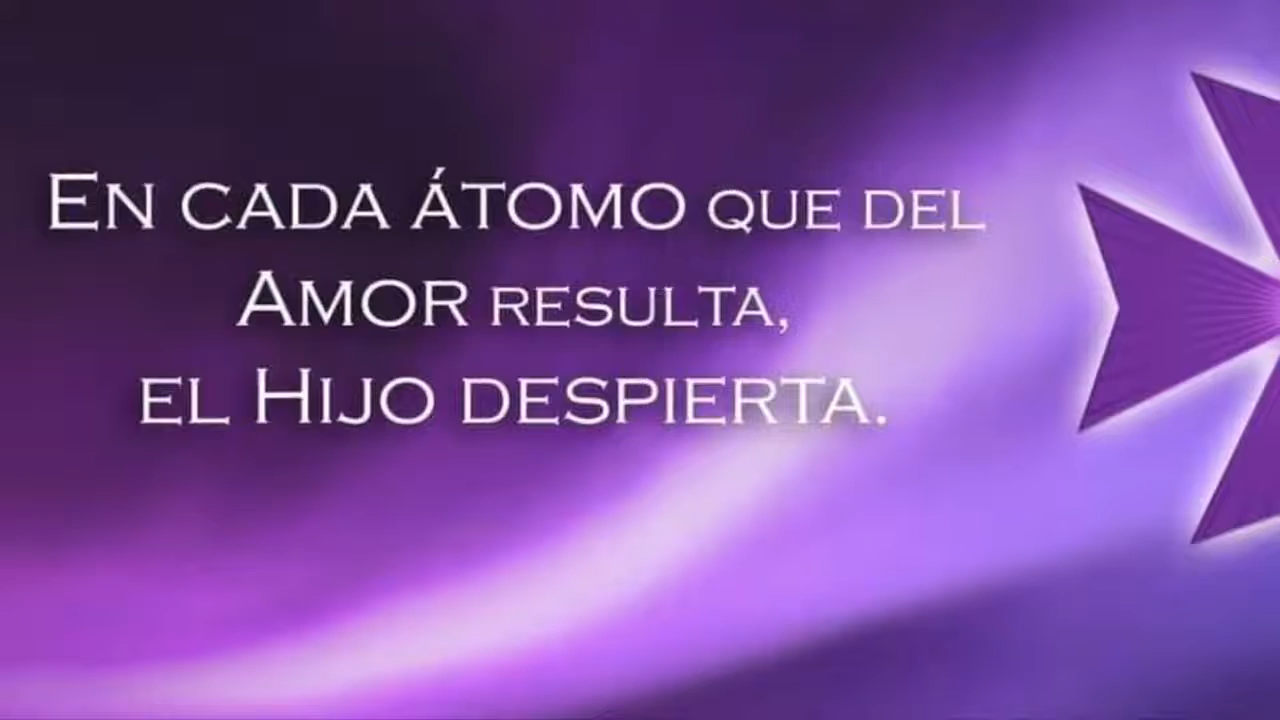 En cada átomo que del
Amor resulta,
el Hijo despierta.